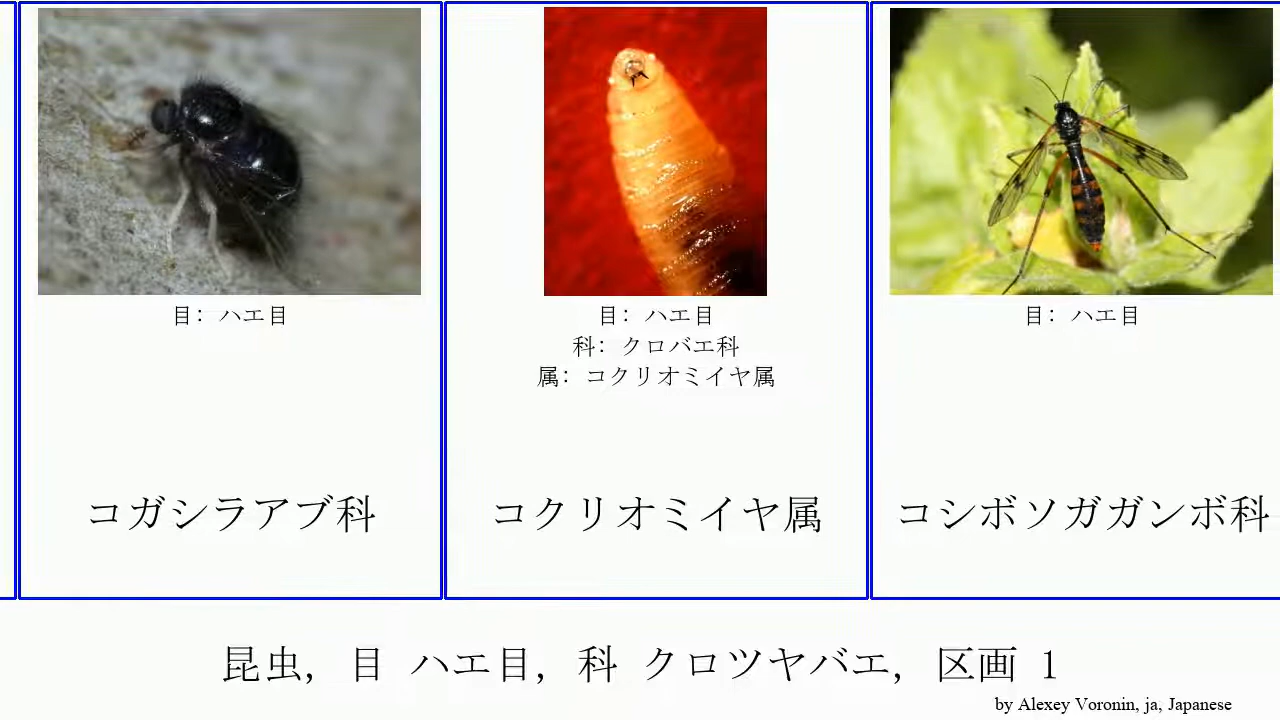 目: ハエ目
コガシラアブ科
目: ハエ目
科: クロバエ科
属: コクリオミイヤ属
コクリオミイヤ属
目: ハエ目
コシボソガガンボ科
昆虫, 目 ハエ目, 科 クロツヤバエ, 区画 1
by Alexey Voronin, ja, Japanese